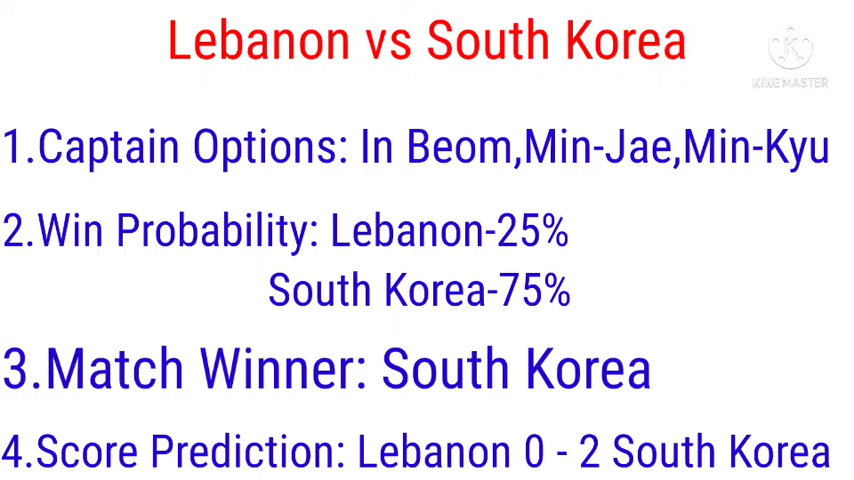 Lebanon vs South Korea
K
KINEMASTER
1.Captain Options: In Beom,Min-Jae,Min-Kyu
2.Win Probability: Lebanon-25%
South Korea-75%
3.Match Winner: South Korea
4.Score Prediction: Lebanon 0 - 2 South Korea